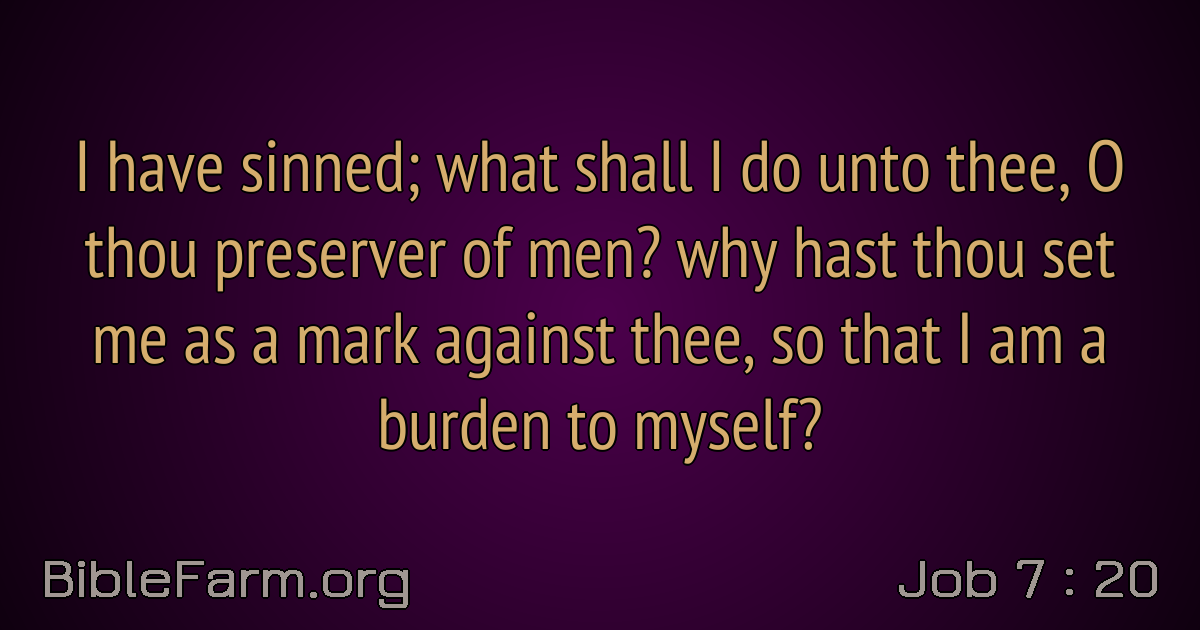 I have sinned; what shall I do unto thee, O
thou preserver of men? why hast thou set
me as a mark against thee, so that I am a
burden to myself?
BibleFarm.org
Job 7 : 20